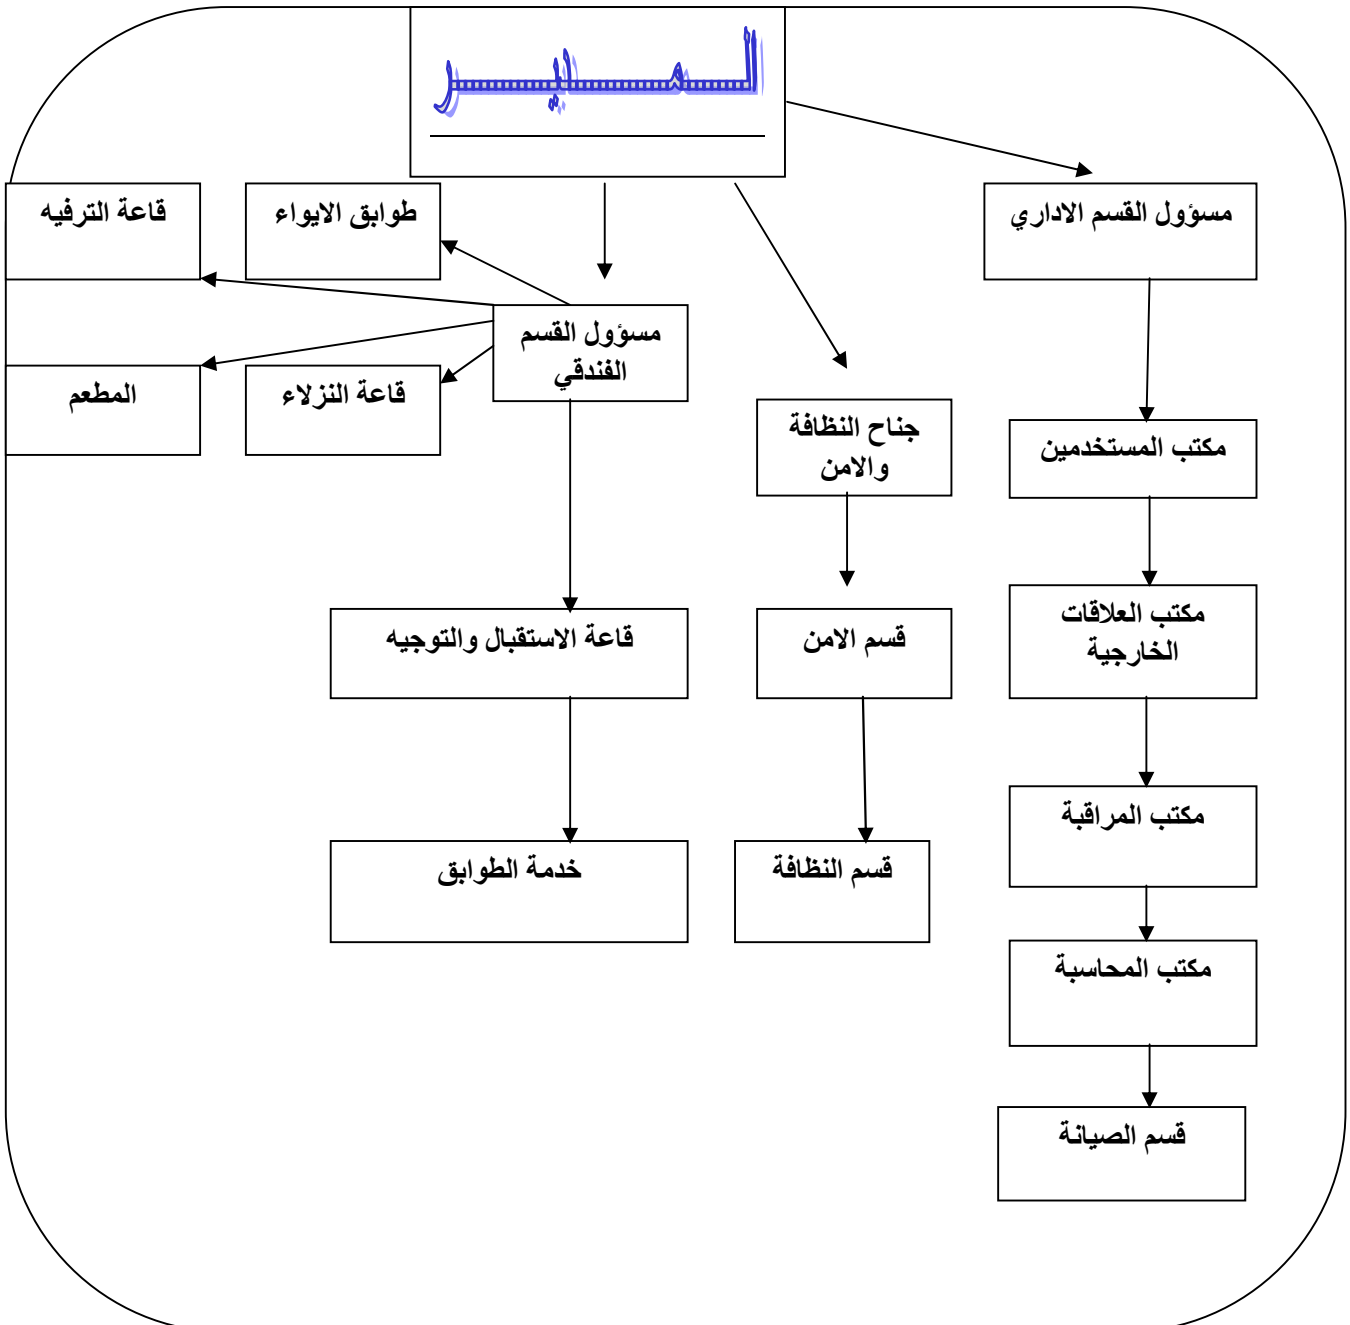 المـديـر
مسؤول القسم الاداري
طوابق الايواء
قاعة الترفيه
مسؤول القسم
الفندقي
قاعة النزلاء
المطعم
جناح النظافة
والامن
مكتب المستخدمين
مكتب العلاقات
الخارجية
قسم الامن
قاعة الاستقبال والتوجيه
مكتب المراقبة
قسم النظافة
خدمة الطوابق
مكتب المحاسبة
قسم الصيانة